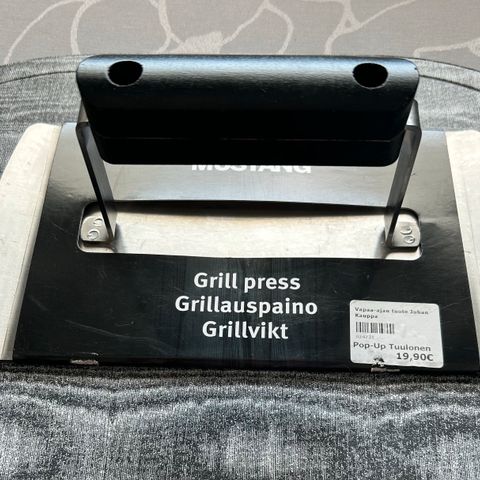 MUSTANG
Grill press
Grillauspaino
Grillvikt
Vapaa-ajan tuote Juhan
Kauppa
Pop-Up Tuulonen
19,90€